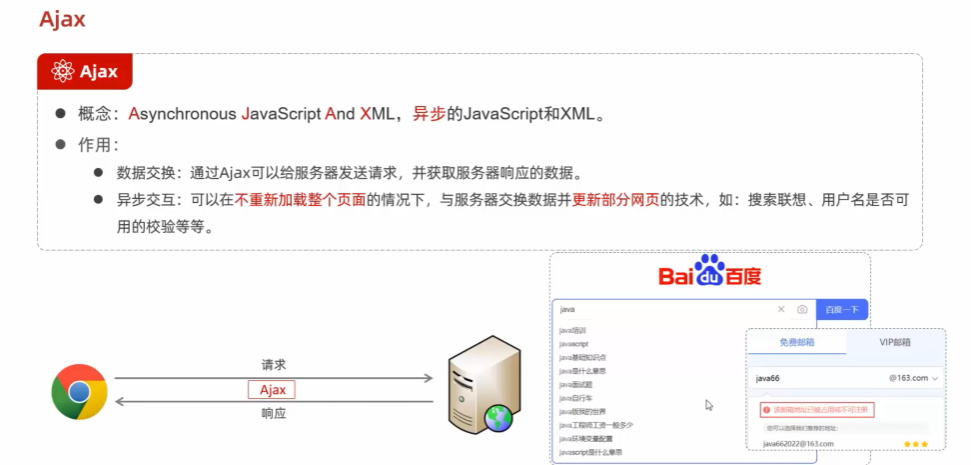 Ajax
Ajax
概念：Asynchronous JavaScript And XML，异步的JavaScript和XML。
作用：
数据交换：通过Ajax可以给服务器发送请求，并获取服务器响应的数据。
异步交互：可以在不重新加载整个页面的情况下，与服务器交换数据并更新部分网页的技术，如：搜索联想、用户名是否可
用的校验等等。
请求
Ajax
响应
Bai du 百度
java
百度一下
java培训
javascript
java基础知识点
java是什么意思
java面试题
java自行车
java版我的世界
java工程师工资一般多少
java环境变量配置
javascript是什么意思
免费邮箱 VIP邮箱
java66 @163.com
该邮箱地址已被占用或不可注册
您可以选择我们推荐的地址:
java662022@163.com